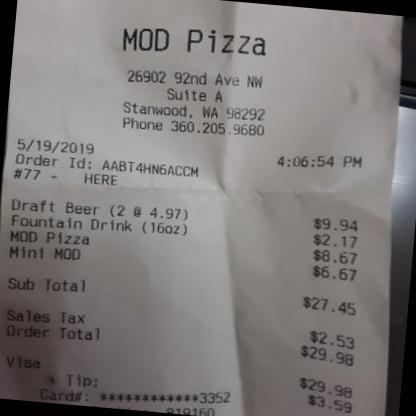 MOD Pizza
26902 92nd Ave NW
Suite A
Stanwood, WA 98292
Phone 360.205.9680
5/19/2019 4:06:54 PM
Order Id: AABT4HN6ACCM
#77 - HERE
Draft Beer (2 @ 4.97) $9.94
Fountain Drink (16oz) $2.17
MOD Pizza $8.67
Mini MOD $6.67
Sub Total $27.45
Sales Tax $2.53
Order Total $29.98
Visa $29.98
+ Tip: $3.59
Card#: ************3352
819160